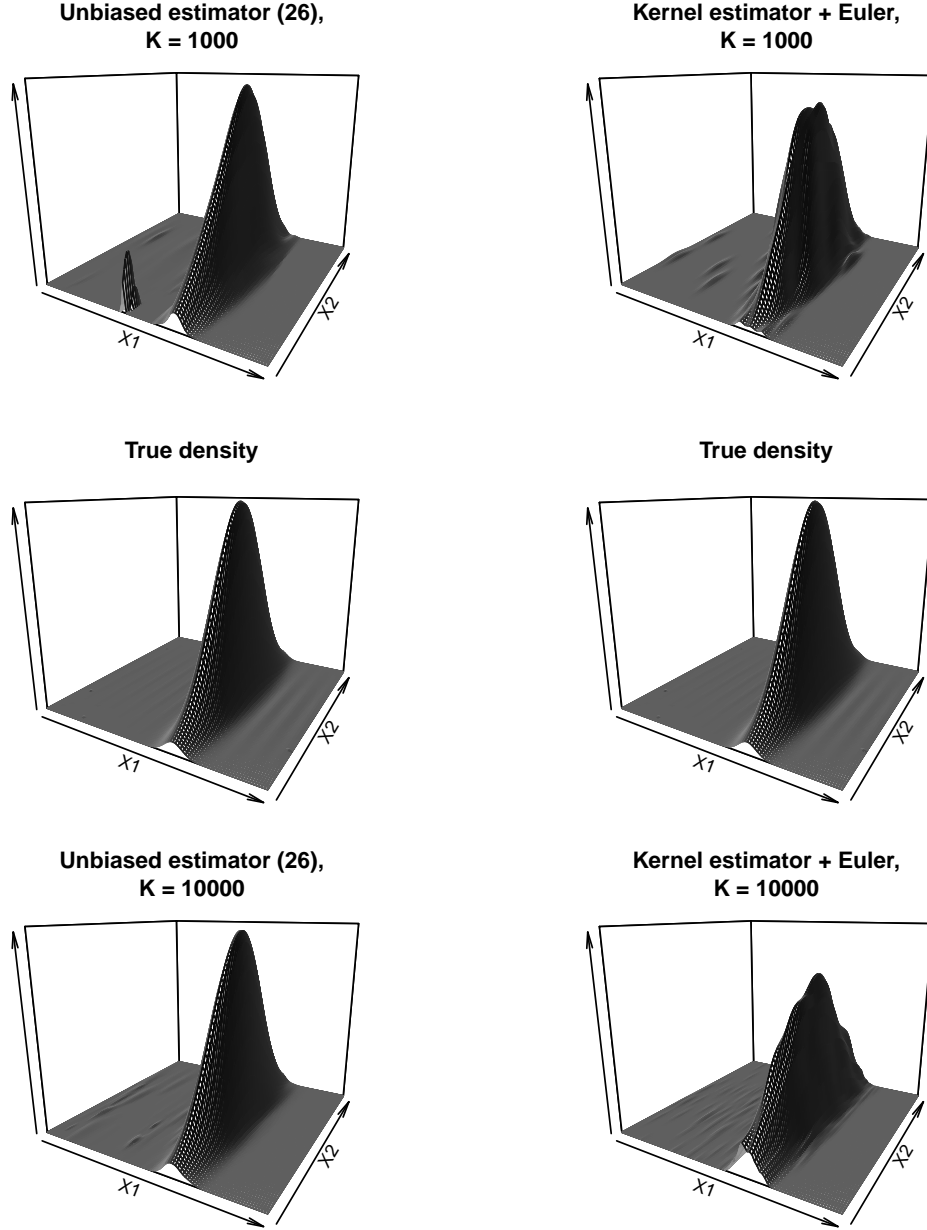 Unbiased estimator (26),
K = 1000
Kernel estimator + Euler,
K = 1000
X1
X2
X1
X2
True density
True density
X1
X2
X1
X2
Unbiased estimator (26),
K = 10000
Kernel estimator + Euler,
K = 10000
X1
X2
X1
X2